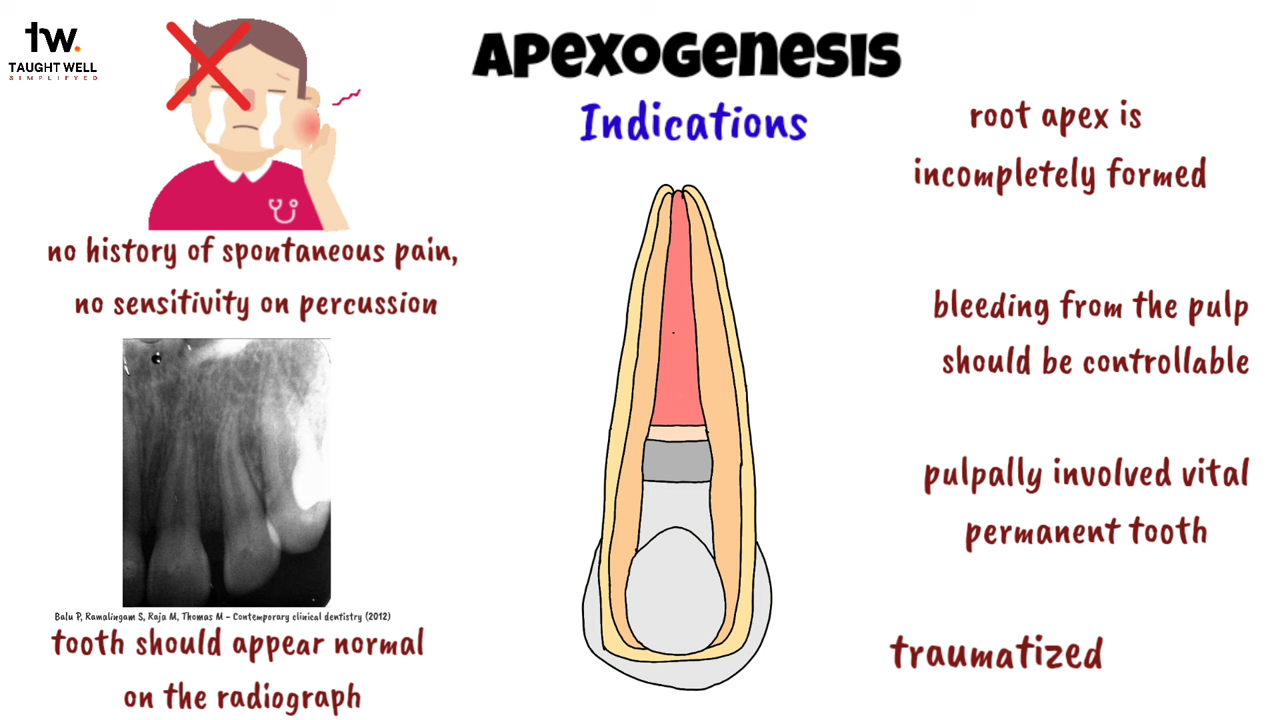 tw.
TAUGHT WELL
SIMPLIFYED
APEXOGENESIS
Indications
no history of spontaneous pain,
no sensitivity on percussion
Balu P, Ramalingam S, Raja M, Thomas M - Contemporary clinical dentistry (2012)
tooth should appear normal
on the radiograph
root apex is
incompletely formed
bleeding from the pulp
should be controllable
pulpally involved vital
permanent tooth
traumatized